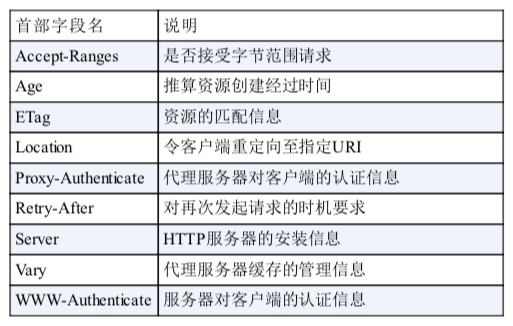 首部字段名 说明
Accept-Ranges 是否接受字节范围请求
Age 推算资源创建经过时间
ETag 资源的匹配信息
Location 令客户端重定向至指定URI
Proxy-Authenticate 代理服务器对客户端的认证信息
Retry-After 对再次发起请求的时机要求
Server HTTP服务器的安装信息
Vary 代理服务器缓存的管理信息
WWW-Authenticate 服务器对客户端的认证信息